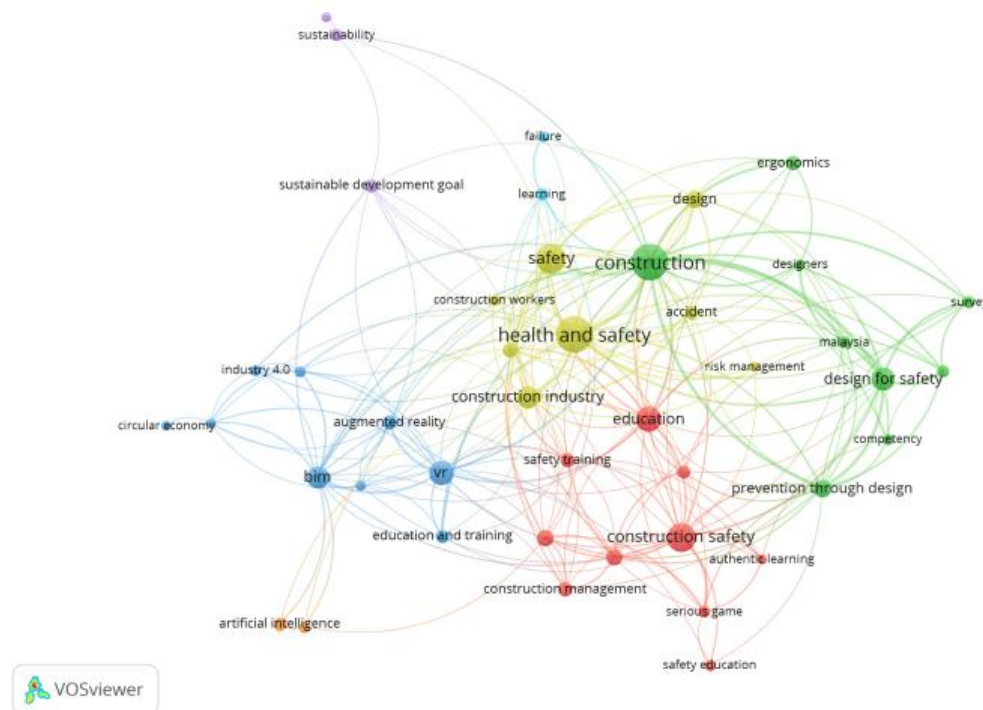 sustainability
failure
ergonomics
sustainable development goal
learning
design
safety
construction
designers
construction workers
survey
accident
health and safety
malaysia
industry 4.0
risk management
design for safety
construction industry
education
circular economy
augmented reality
competency
safety training
bim
vr
prevention through design
education and training
construction safety
authentic learning
construction management
serious game
artificial intelligence
safety education
VOSviewer